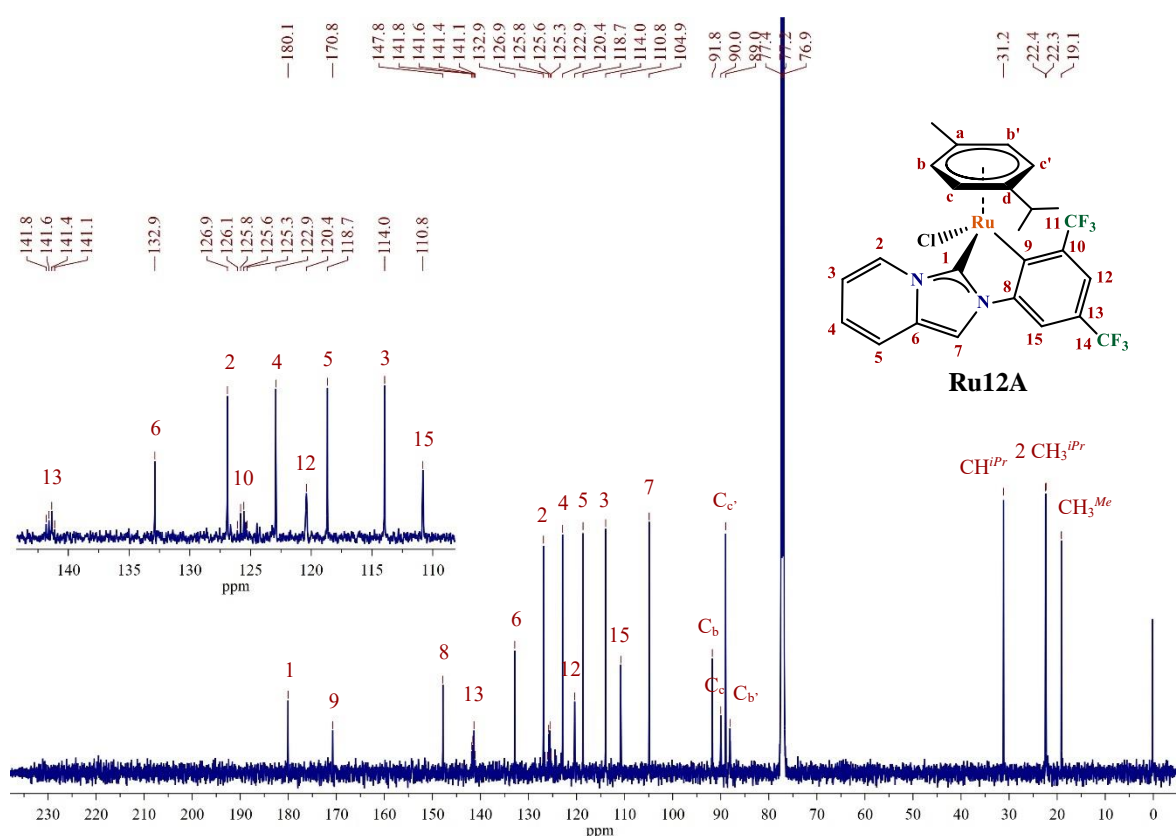 -180.1 -170.8 147.8 141.8 141.6 141.4 141.1 132.9 126.9 125.8 125.6 125.3 122.9 120.4 118.7 114.0 110.8 104.9 91.8 90.0 89.0 77.4 77.2 76.9 -31.2 22.4 22.3 19.1
141.8 141.6 141.4 141.1 -132.9 126.9 126.1 125.8 125.6 125.3 122.9 120.4 118.7 -114.0 -110.8
a b' b c' c d
11 CF3
Ru
Cl
1 9 10
2 3 N 8 12
4 N 13
6 15 14 CF3
5 7
Ru12A
13 6 2 10 4 12 5 3 15
140 135 130 125 120 115 110
ppm
1 9 8 13 6 2 4 12 5 3 15 7
Cb Cc Cc' Cb'
CH^iPr
2 CH3^iPr
CH3^Me
230 220 210 200 190 180 170 160 150 140 130 120 110 100 90 80 70 60 50 40 30 20 10 0
ppm